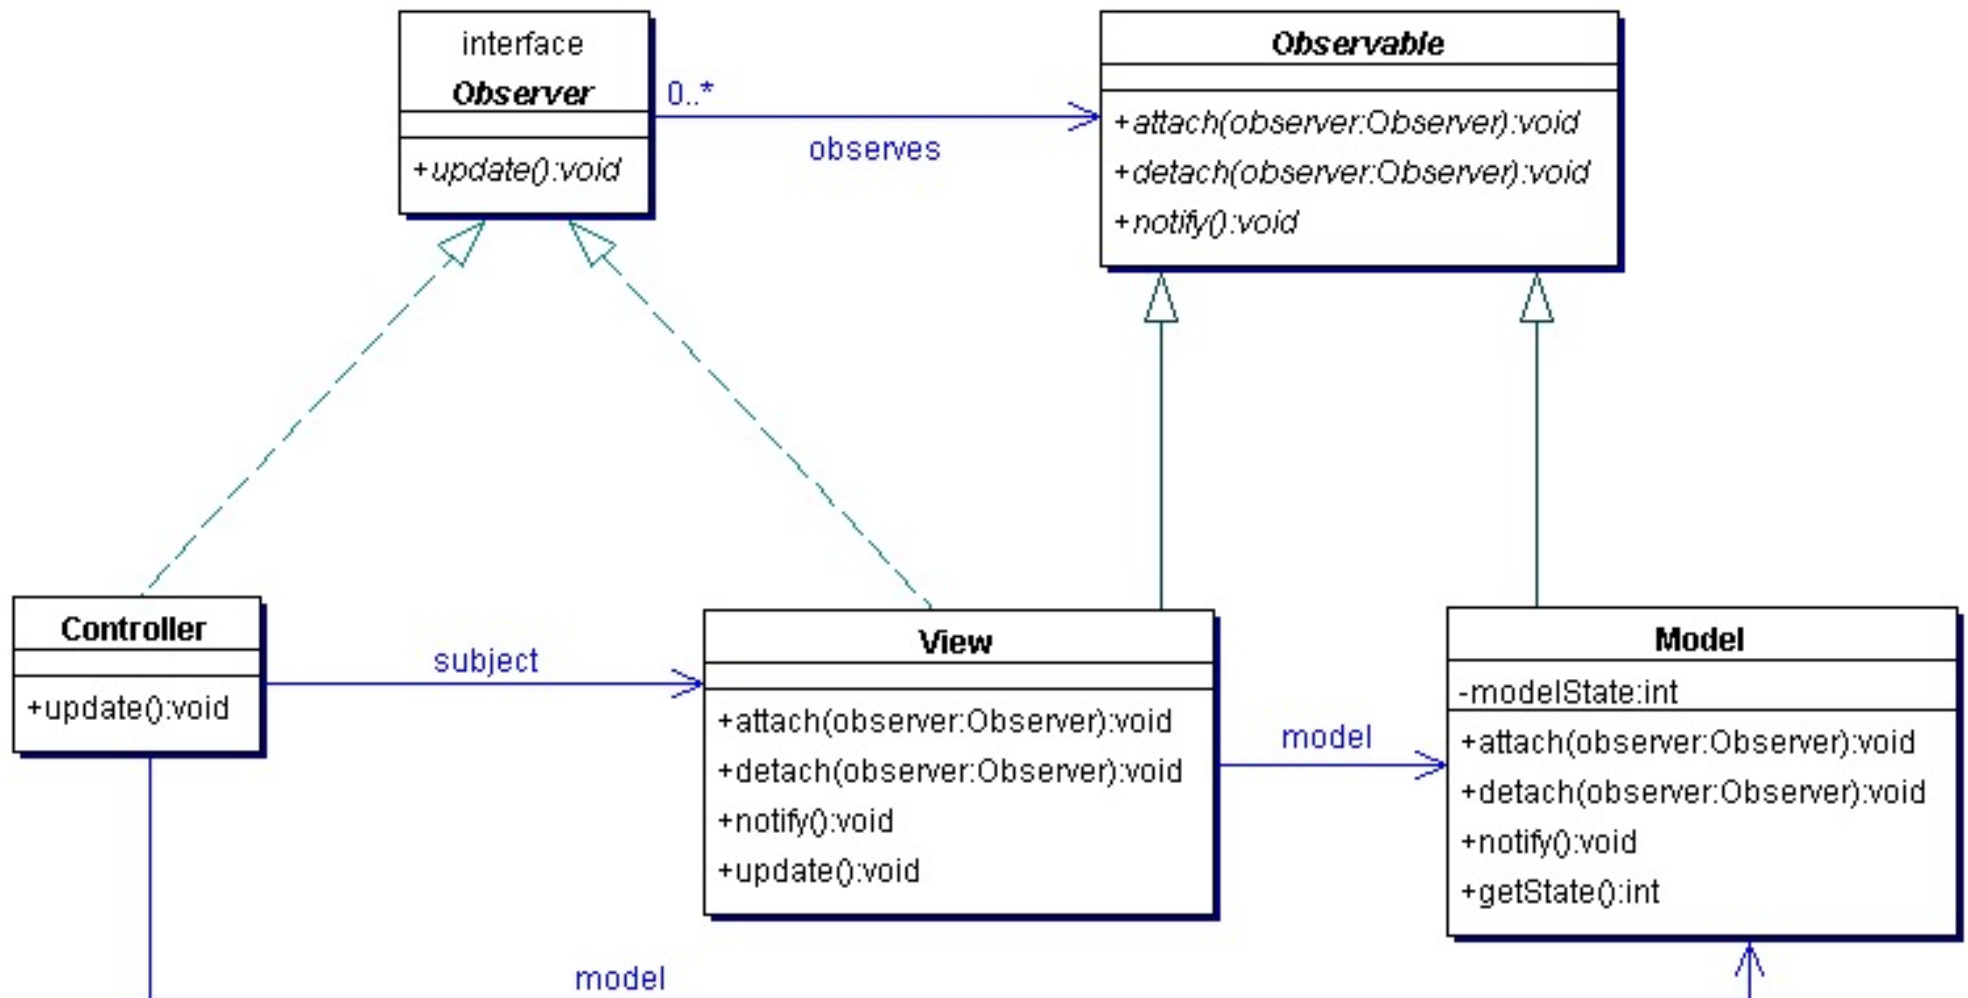 interface
Observer
+update():void
0..*
observes
Observable
+attach(observer:Observer):void
+detach(observer:Observer):void
+notify():void
Controller
+update():void
subject
View
+attach(observer:Observer):void
+detach(observer:Observer):void
+notify():void
+update():void
model
Model
-modelState:int
+attach(observer:Observer):void
+detach(observer:Observer):void
+notify():void
+getState():int
model